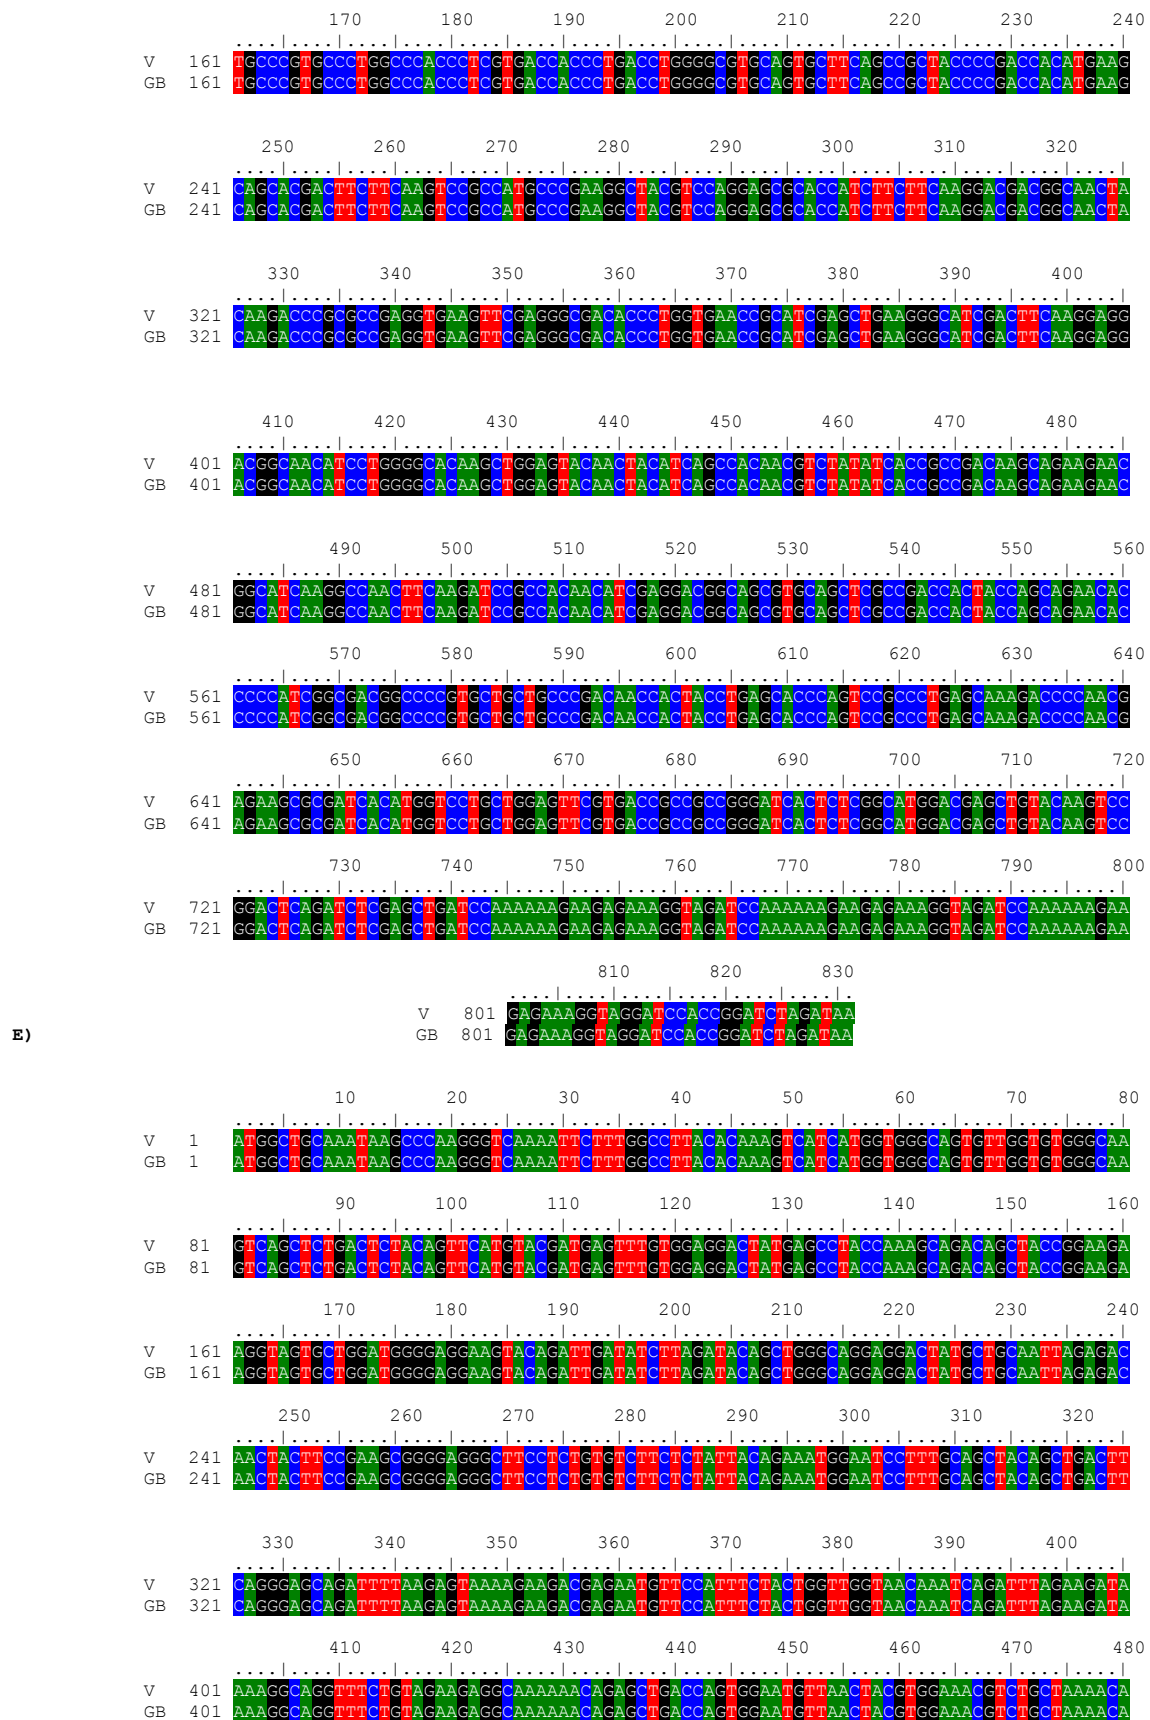 170 180 190 200 210 220 230 240
....|....|....|....|....|....|....|....|....|....|....|....|....|....|....|....|
V 161 TGCCCGTGCCCTGGCCCACCCTCGTGACCACCCTGACCTGGGGCGTGCAGTGCTTCAGCCGCTACCCCGACCACATGAAG
GB 161 TGCCCGTGCCCTGGCCCACCCTCGTGACCACCCTGACCTGGGGCGTGCAGTGCTTCAGCCGCTACCCCGACCACATGAAG
250 260 270 280 290 300 310 320
....|....|....|....|....|....|....|....|....|....|....|....|....|....|....|....|
V 241 CAGCACGACTTCTTCAAGTCCGCCATGCCCGAAGGCTACGTCCAGGAGCGCACCATCTTCTTCAAGGACGACGGCAACTA
GB 241 CAGCACGACTTCTTCAAGTCCGCCATGCCCGAAGGCTACGTCCAGGAGCGCACCATCTTCTTCAAGGACGACGGCAACTA
330 340 350 360 370 380 390 400
....|....|....|....|....|....|....|....|....|....|....|....|....|....|....|....|
V 321 CAAGACCCGCGCCGAGGTGAAGTTCGAGGGCGACACCCTGGTGAACCGCATCGAGCTGAAGGGCATCGACTTCAAGGAGG
GB 321 CAAGACCCGCGCCGAGGTGAAGTTCGAGGGCGACACCCTGGTGAACCGCATCGAGCTGAAGGGCATCGACTTCAAGGAGG
410 420 430 440 450 460 470 480
....|....|....|....|....|....|....|....|....|....|....|....|....|....|....|....|
V 401 ACGGCAACATCCTGGGGCACAAGCTGGAGTACAACTACATCAGCCACAACGTCTATATCACCGCCGACAAGCAGAAGAAC
GB 401 ACGGCAACATCCTGGGGCACAAGCTGGAGTACAACTACATCAGCCACAACGTCTATATCACCGCCGACAAGCAGAAGAAC
490 500 510 520 530 540 550 560
....|....|....|....|....|....|....|....|....|....|....|....|....|....|....|....|
V 481 GGCATCAAGGCCAACTTCAAGATCCGCCACAACATCGAGGACGGCAGCGTGCAGCTCGCCGACCACTACCAGCAGAACAC
GB 481 GGCATCAAGGCCAACTTCAAGATCCGCCACAACATCGAGGACGGCAGCGTGCAGCTCGCCGACCACTACCAGCAGAACAC
570 580 590 600 610 620 630 640
....|....|....|....|....|....|....|....|....|....|....|....|....|....|....|....|
V 561 CCCCATCGGCGACGGCCCCGTGCTGCTGCCCGACAACCACTACCTGAGCACCCAGTCCGCCCTGAGCAAAGACCCCAACG
GB 561 CCCCATCGGCGACGGCCCCGTGCTGCTGCCCGACAACCACTACCTGAGCACCCAGTCCGCCCTGAGCAAAGACCCCAACG
650 660 670 680 690 700 710 720
....|....|....|....|....|....|....|....|....|....|....|....|....|....|....|....|
V 641 AGAAGCGCGATCACATGGTCCTGCTGGAGTTCGTGACCGCCGCCGGGATCACTCTCGGCATGGACGAGCTGTACAAGTCC
GB 641 AGAAGCGCGATCACATGGTCCTGCTGGAGTTCGTGACCGCCGCCGGGATCACTCTCGGCATGGACGAGCTGTACAAGTCC
730 740 750 760 770 780 790 800
....|....|....|....|....|....|....|....|....|....|....|....|....|....|....|....|
V 721 GGACTCAGATCTCGAGCTGATCCAAAAAAGAAGAGAAAGGTAGATCCAAAAAAGAAGAGAAAGGTAGATCCAAAAAAGAA
GB 721 GGACTCAGATCTCGAGCTGATCCAAAAAAGAAGAGAAAGGTAGATCCAAAAAAGAAGAGAAAGGTAGATCCAAAAAAGAA
810 820 830
....|....|....|....|....|....|.
V 801 GAGAAAGGTAGGATCCACCGGATCTAGATAA
GB 801 GAGAAAGGTAGGATCCACCGGATCTAGATAA
E)
10 20 30 40 50 60 70 80
....|....|....|....|....|....|....|....|....|....|....|....|....|....|....|....|
V 1 ATGGCTGCAAATAAGCCCAAGGGTCAAAATTCTTTGGCCTTACACAAAGTCATCATGGTGGGCAGTGTTGGTGTGGGCAA
GB 1 ATGGCTGCAAATAAGCCCAAGGGTCAAAATTCTTTGGCCTTACACAAAGTCATCATGGTGGGCAGTGTTGGTGTGGGCAA
90 100 110 120 130 140 150 160
....|....|....|....|....|....|....|....|....|....|....|....|....|....|....|....|
V 81 GTCAGCTCTGACTCTACAGTTCATGTACGATGAGTTTGTGGAGGACTATGAGCCTACCAAAGCAGACAGCTACCGGAAGA
GB 81 GTCAGCTCTGACTCTACAGTTCATGTACGATGAGTTTGTGGAGGACTATGAGCCTACCAAAGCAGACAGCTACCGGAAGA
170 180 190 200 210 220 230 240
....|....|....|....|....|....|....|....|....|....|....|....|....|....|....|....|
V 161 AGGTAGTGCTGGATGGGGAGGAAGTACAGATTGATATCTTAGATACAGCTGGGCAGGAGGACTATGCTGCAATTAGAGAC
GB 161 AGGTAGTGCTGGATGGGGAGGAAGTACAGATTGATATCTTAGATACAGCTGGGCAGGAGGACTATGCTGCAATTAGAGAC
250 260 270 280 290 300 310 320
....|....|....|....|....|....|....|....|....|....|....|....|....|....|....|....|
V 241 AACTACTTCCGAAGCGGGGAGGGCTTCCTCTGTGTCTTCTCTATTACAGAAATGGAATCCTTTGCAGCTACAGCTGACTT
GB 241 AACTACTTCCGAAGCGGGGAGGGCTTCCTCTGTGTCTTCTCTATTACAGAAATGGAATCCTTTGCAGCTACAGCTGACTT
330 340 350 360 370 380 390 400
....|....|....|....|....|....|....|....|....|....|....|....|....|....|....|....|
V 321 CAGGGAGCAGATTTTAAGAGTAAAAGAAGACGAGAATGTTCCATTTCTACTGGTTGGTAACAAATCAGATTTAGAAGATA
GB 321 CAGGGAGCAGATTTTAAGAGTAAAAGAAGACGAGAATGTTCCATTTCTACTGGTTGGTAACAAATCAGATTTAGAAGATA
410 420 430 440 450 460 470 480
....|....|....|....|....|....|....|....|....|....|....|....|....|....|....|....|
V 401 AAAGGCAGGTTTCTGTAGAAGAGGCAAAAAACAGAGCTGACCAGTGGAATGTTAACTACGTGGAAACGTCTGCTAAAACA
GB 401 AAAGGCAGGTTTCTGTAGAAGAGGCAAAAAACAGAGCTGACCAGTGGAATGTTAACTACGTGGAAACGTCTGCTAAAACA